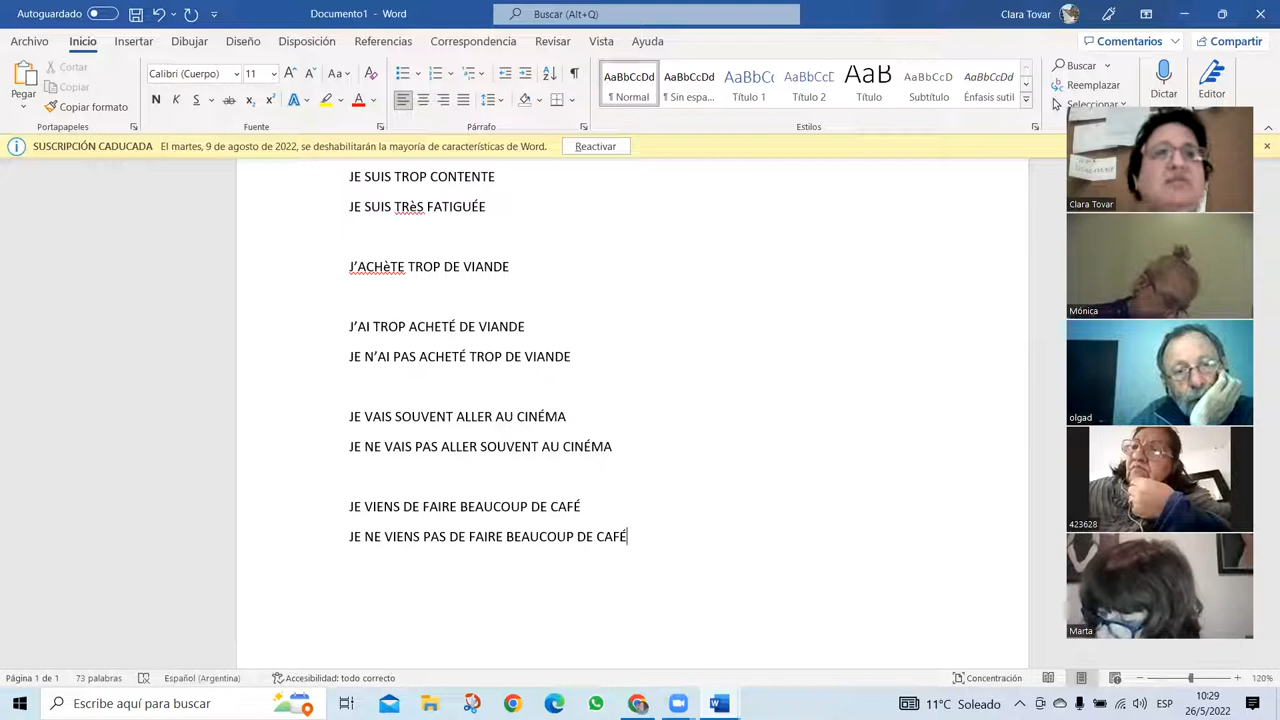 Autoguardado
Documento1
Buscar (Alt+Q)
Clara Tovar
Archivo Inicio Insertar Dibujar Diseño Disposición Referencias Correspondencia Revisar Vista Ayuda
Comentarios Compartir
Pegar
Cortar
Copiar
Copiar formato
Calibri (Cuerpo) 11
N K S ab x₂ x² A A
AaBbCcDd AaBbCcDd AaBbCc AaBbCcE AaB AaBbCcD AaBbCcDd
¶ Normal ¶ Sin espa... Título 1 Título 2 Título Subtítulo Énfasis sutil
Buscar
Reemplazar
Seleccionar
Dictar
Editor
Portapapeles Fuente Párrafo Estilos
SUSCRIPCIÓN CADUCADA El martes, 9 de agosto de 2022, se deshabilitarán la mayoría de características de Word. Reactivar
JE SUIS TROP CONTENTE
JE SUIS TRèS FATIGUÉE
J’ACHèTE TROP DE VIANDE
J’AI TROP ACHETÉ DE VIANDE
JE N’AI PAS ACHETÉ TROP DE VIANDE
JE VAIS SOUVENT ALLER AU CINÉMA
JE NE VAIS PAS ALLER SOUVENT AU CINÉMA
JE VIENS DE FAIRE BEAUCOUP DE CAFÉ
JE NE VIENS PAS DE FAIRE BEAUCOUP DE CAFÉ
Clara Tovar
Mónica
olgad
423628
Marta
Página 1 de 1 73 palabras Español (Argentina) Accesibilidad: todo correcto Concentración 120%
Escribe aquí para buscar
11°C Soleado
ESP
10:29
26/5/2022